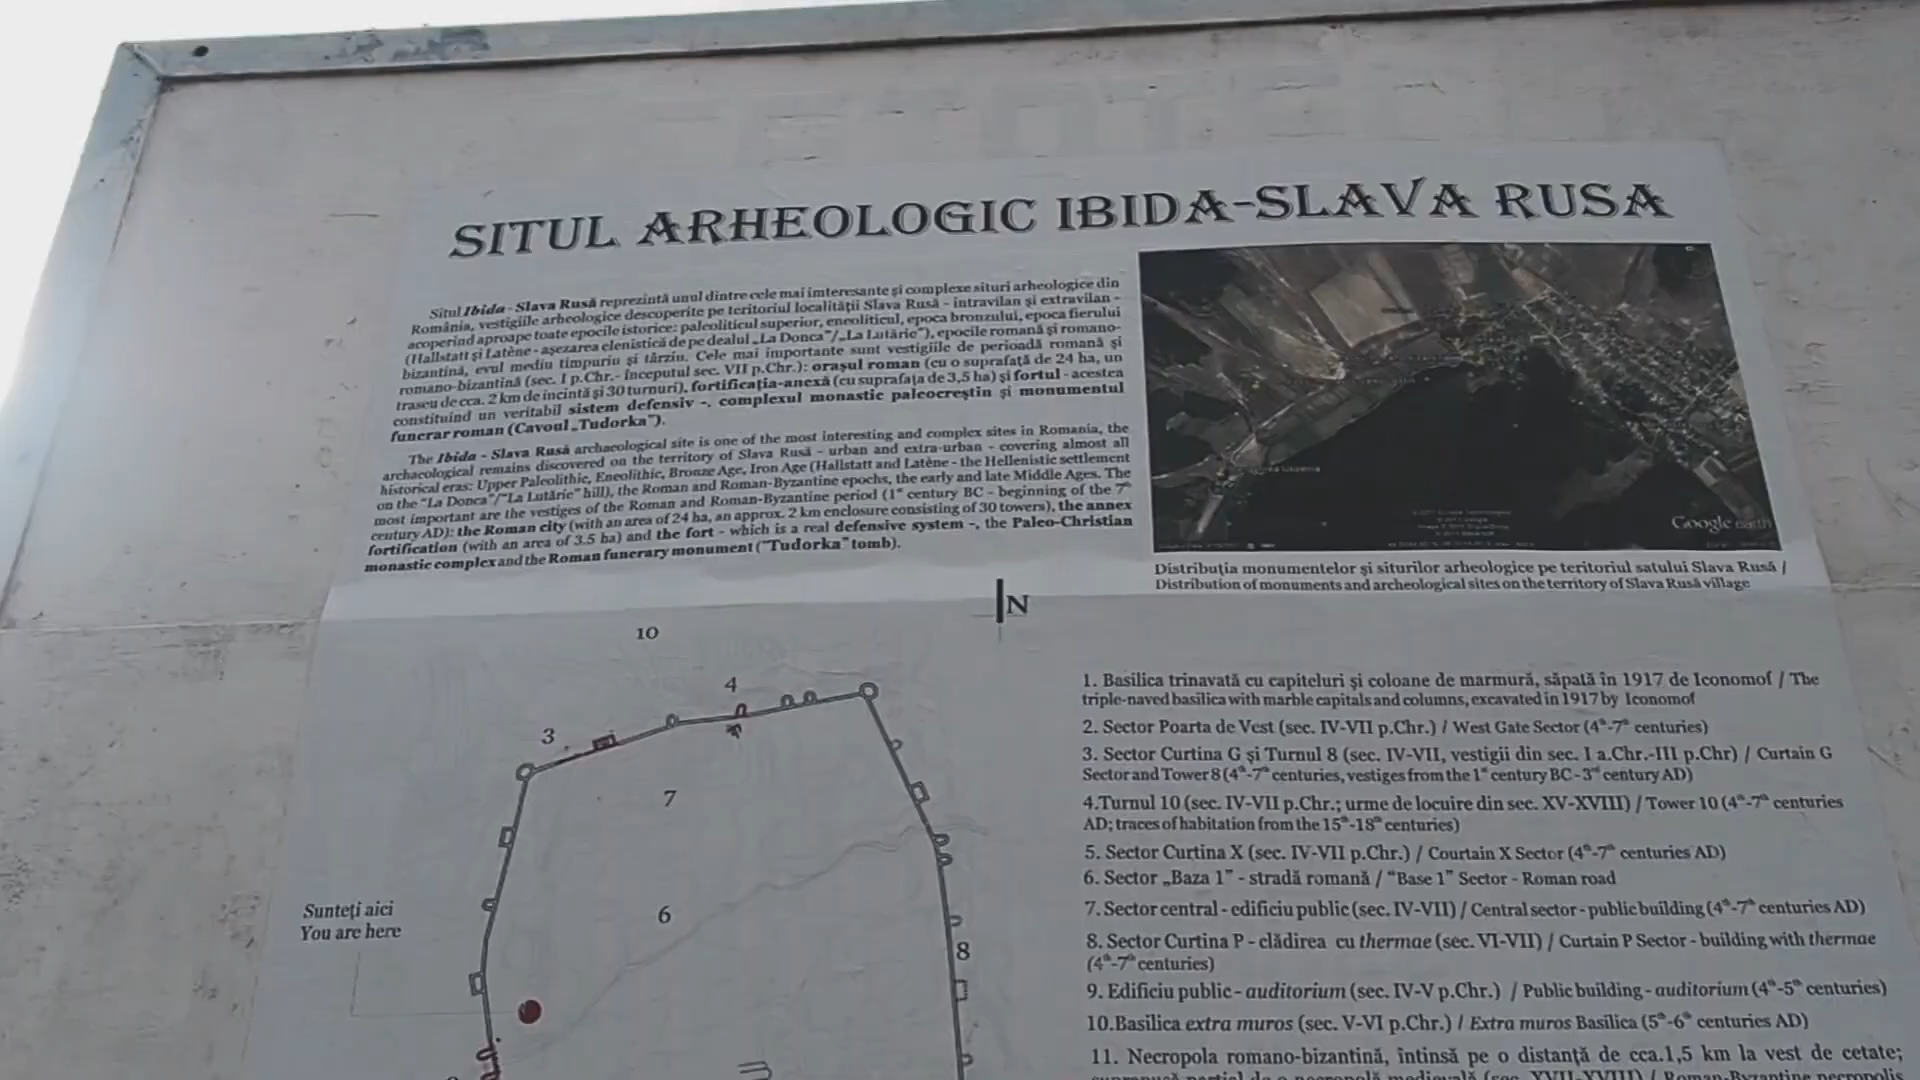 SITUL ARHEOLOGIC IBIDA-SLAVA RUSA
Situl Ibida - Slava Rusă reprezintă unul dintre cele mai imteresante și complexe situri arheologice din
România, vestigiile arheologice descoperite pe teritoriul localității Slava Rusă - intravilan și extravilan -
acoperind aproape toate epocile istorice: paleoliticul superior, eneoliticul, epoca bronzului, epoca fierului
(Hallstatt și Latène - așezarea elenistică de pe dealul „La Donca"/„La Lutărie"), epocile romană și romano-
bizantină, evul mediu timpuriu și târziu. Cele mai importante sunt vestigiile de perioadă romană și
romano-bizantină (sec. I p.Chr.- începutul sec. VII p.Chr.): orașul roman (cu o suprafață de 24 ha, un
traseu de cca. 2 km de incintă și 30 turnuri), fortificația-anexă (cu suprafața de 3,5 ha) și fortul - acestea
constituind un veritabil sistem defensiv -, complexul monastic paleocreștin și monumentul
funerar roman (Cavoul „Tudorka").
The Ibida - Slava Rusă archaeological site is one of the most interesting and complex sites in Romania, the
archaeological remains discovered on the territory of Slava Rusă - urban and extra-urban - covering almost all
historical eras: Upper Paleolithic, Eneolithic, Bronze Age, Iron Age (Hallstatt and Latène - the Hellenistic settlement
on the "La Donca"/"La Lutărie" hill), the Roman and Roman-Byzantine epochs, the early and late Middle Ages. The
most important are the vestiges of the Roman and Roman-Byzantine period (1st century BC - beginning of the 7th
century AD): the Roman city (with an area of 24 ha, an approx. 2 km enclosure consisting of 30 towers), the annex
fortification (with an area of 3.5 ha) and the fort - which is a real defensive system -, the Paleo-Christian
monastic complex and the Roman funerary monument ("Tudorka" tomb).
Google earth
Distribuția monumentelor și siturilor arheologice pe teritoriul satului Slava Rusă /
Distribution of monuments and archeological sites on the territory of Slava Rusă village
N
10
4
3
7
6
8
Sunteți aici
You are here
1. Basilica trinavată cu capiteluri și coloane de marmură, săpată în 1917 de Iconomof / The
triple-naved basilica with marble capitals and columns, excavated in 1917 by Iconomof
2. Sector Poarta de Vest (sec. IV-VII p.Chr.) / West Gate Sector (4th-7th centuries)
3. Sector Curtina G și Turnul 8 (sec. IV-VII, vestigii din sec. I a.Chr.-III p.Chr) / Curtain G
Sector and Tower 8 (4th-7th centuries, vestiges from the 1st century BC - 3rd century AD)
4.Turnul 10 (sec. IV-VII p.Chr.; urme de locuire din sec. XV-XVIII) / Tower 10 (4th-7th centuries
AD; traces of habitation from the 15th-18th centuries)
5. Sector Curtina X (sec. IV-VII p.Chr.) / Courtain X Sector (4th-7th centuries AD)
6. Sector „Baza 1" - stradă romană / "Base 1" Sector - Roman road
7. Sector central - edificiu public (sec. IV-VII) / Central sector - public building (4th-7th centuries AD)
8. Sector Curtina P - clădirea cu thermae (sec. VI-VII) / Curtain P Sector - building with thermae
(4th-7th centuries)
9. Edificiu public - auditorium (sec. IV-V p.Chr.) / Public building - auditorium (4th-5th centuries)
10.Basilica extra muros (sec. V-VI p.Chr.) / Extra muros Basilica (5th-6th centuries AD)
11. Necropola romano-bizantină, întinsă pe o distanță de cca.1,5 km la vest de cetate;